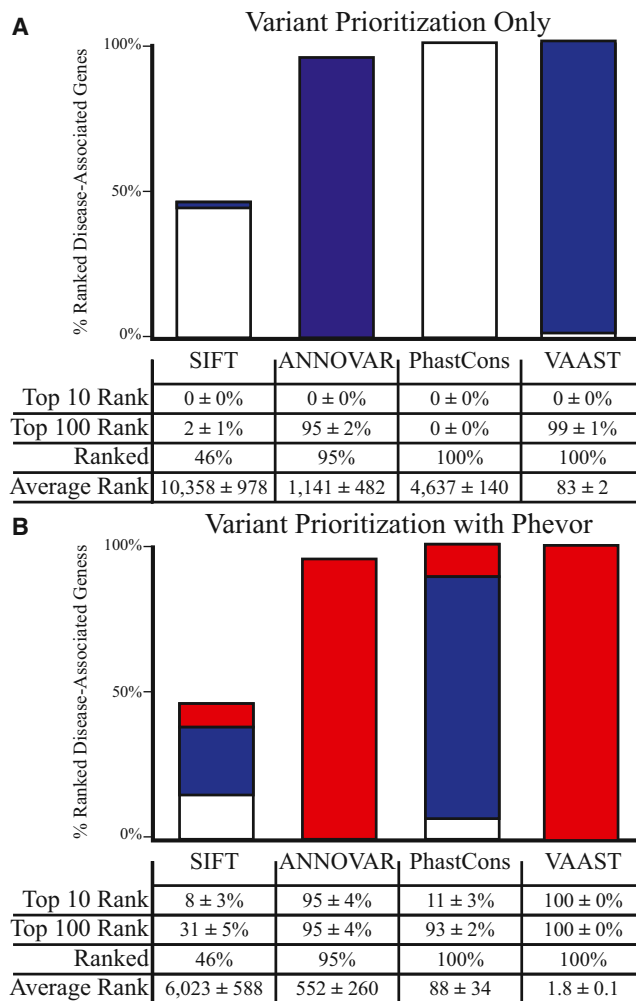 A
Variant Prioritization Only
% Ranked Disease-Associated Genes
100%
50%
0%
SIFT ANNOVAR PhastCons VAAST
Top 10 Rank 0 ± 0% 0 ± 0% 0 ± 0% 0 ± 0%
Top 100 Rank 2 ± 1% 95 ± 2% 0 ± 0% 99 ± 1%
Ranked 46% 95% 100% 100%
Average Rank 10,358 ± 978 1,141 ± 482 4,637 ± 140 83 ± 2
B
Variant Prioritization with Phevor
% Ranked Disease-Associated Geness
100%
50%
0%
SIFT ANNOVAR PhastCons VAAST
Top 10 Rank 8 ± 3% 95 ± 4% 11 ± 3% 100 ± 0%
Top 100 Rank 31 ± 5% 95 ± 4% 93 ± 2% 100 ± 0%
Ranked 46% 95% 100% 100%
Average Rank 6,023 ± 588 552 ± 260 88 ± 34 1.8 ± 0.1